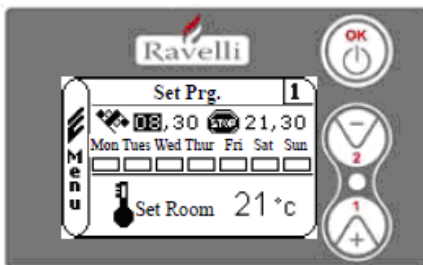 Ravelli
OK
Set Prg. 1
08,30 STOP 21,30
Mon Tues Wed Thur Fri Sat Sun
Menu
Set Room 21 °C
−
2
1
+